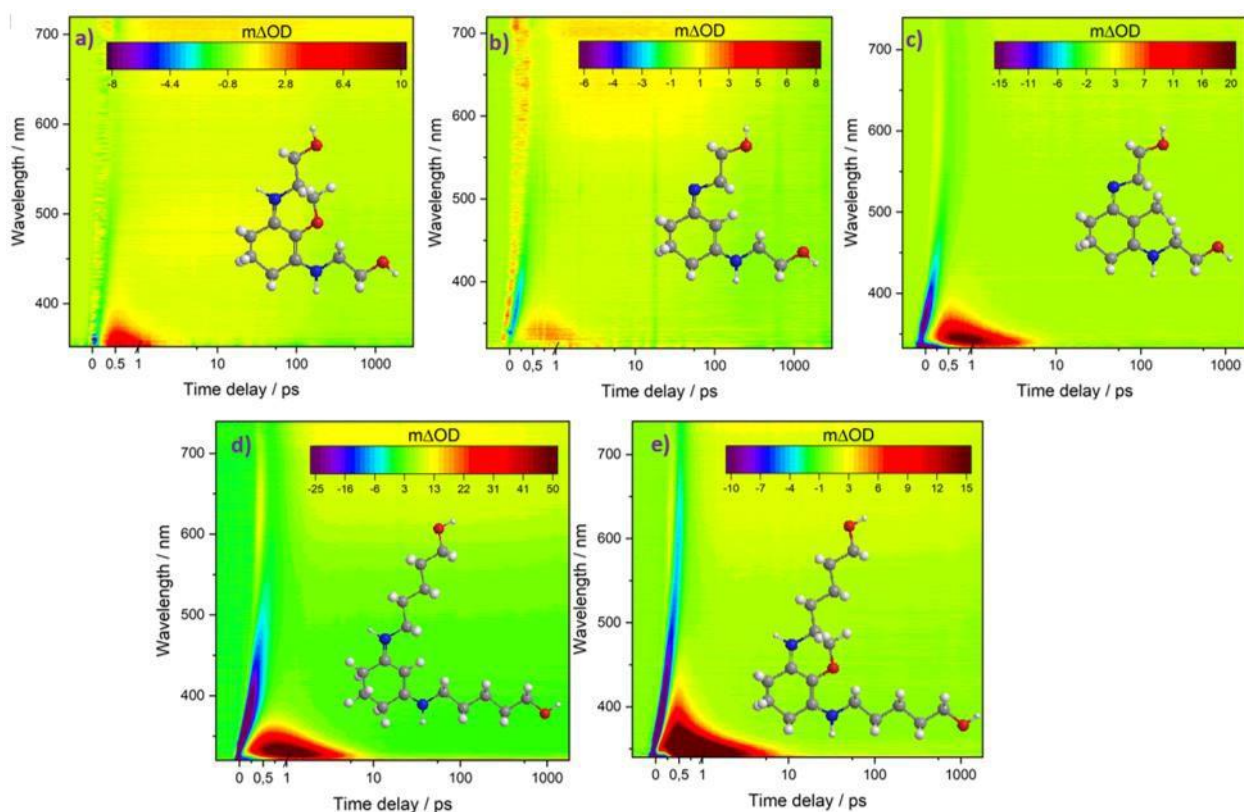 a)
mΔOD
-8 -4.4 -0.8 2.8 6.4 10
700
600
500
400
Wavelength / nm
0 0.5 1 10 100 1000
Time delay / ps
b)
mΔOD
-6 -4 -3 -1 1 3 5 6 8
700
600
500
400
Wavelength / nm
0 0,5 1 10 100 1000
Time delay / ps
c)
mΔOD
-15 -11 -6 -2 3 7 11 16 20
700
600
500
400
Wavelength / nm
0 0.5 1 10 100 1000
Time delay / ps
d)
mΔOD
-25 -16 -6 3 13 22 31 41 50
700
600
500
400
Wavelength / nm
0 0,5 1 10 100 1000
Time delay / ps
e)
mΔOD
-10 -7 -4 -1 3 6 9 12 15
700
600
500
400
Wavelength / nm
0 0.5 1 10 100 1000
Time delay / ps